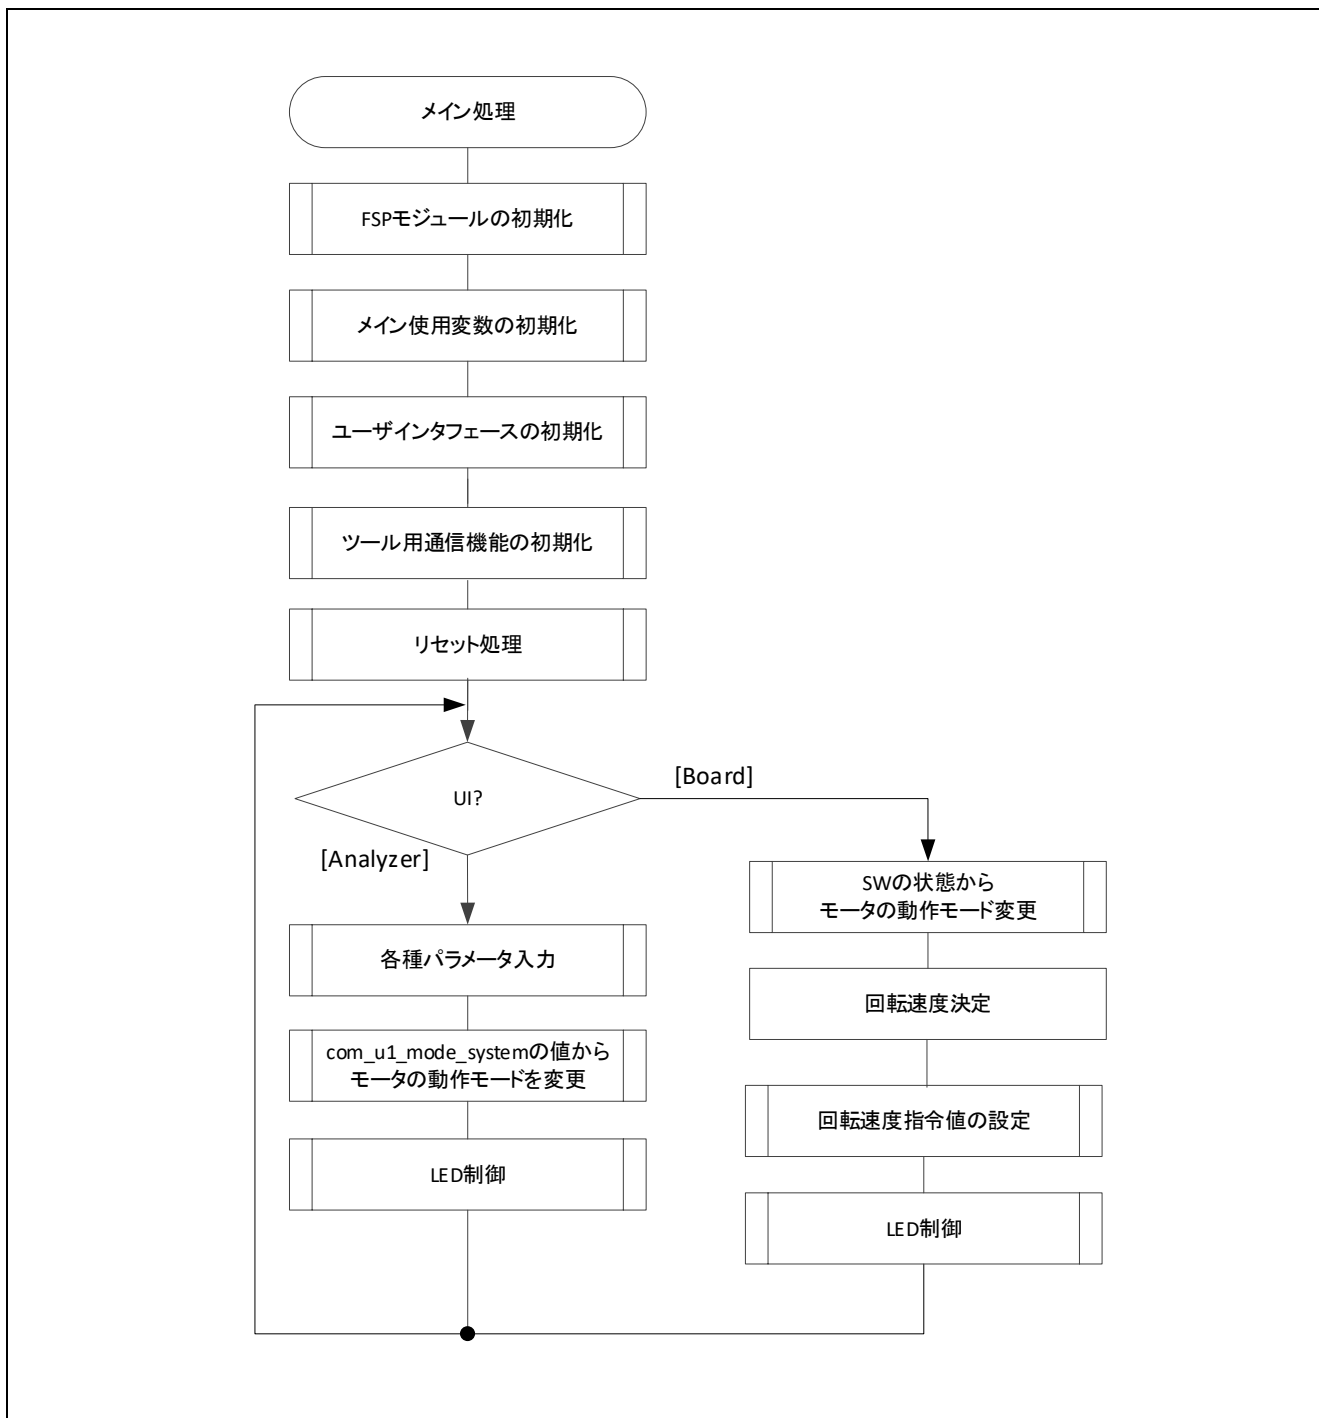 メイン処理
FSPモジュールの初期化
メイン使用変数の初期化
ユーザインタフェースの初期化
ツール用通信機能の初期化
リセット処理
UI?
[Board]
[Analyzer]
各種パラメータ入力
com_u1_mode_systemの値から
モータの動作モードを変更
LED制御
SWの状態から
モータの動作モード変更
回転速度決定
回転速度指令値の設定
LED制御